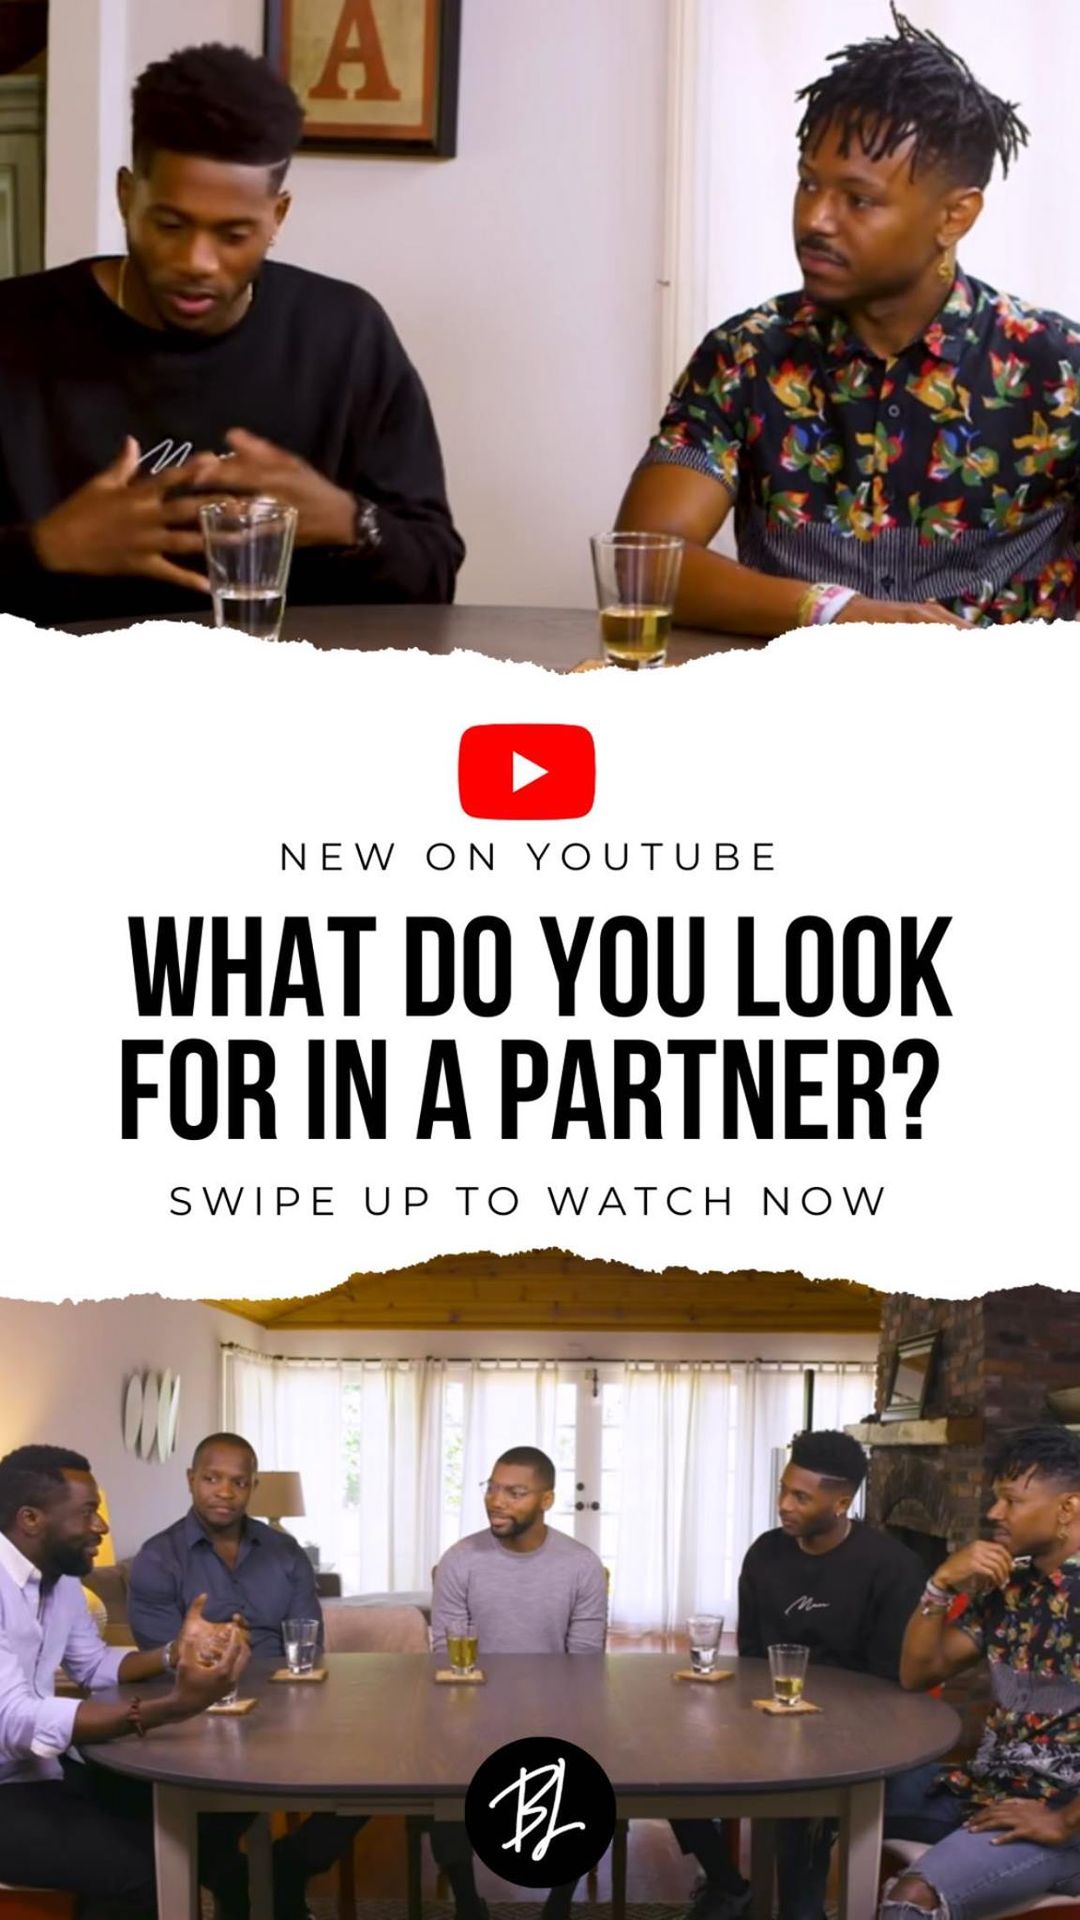 A
NEW ON YOUTUBE
WHAT DO YOU LOOK
FOR IN A PARTNER?
SWIPE UP TO WATCH NOW
BL